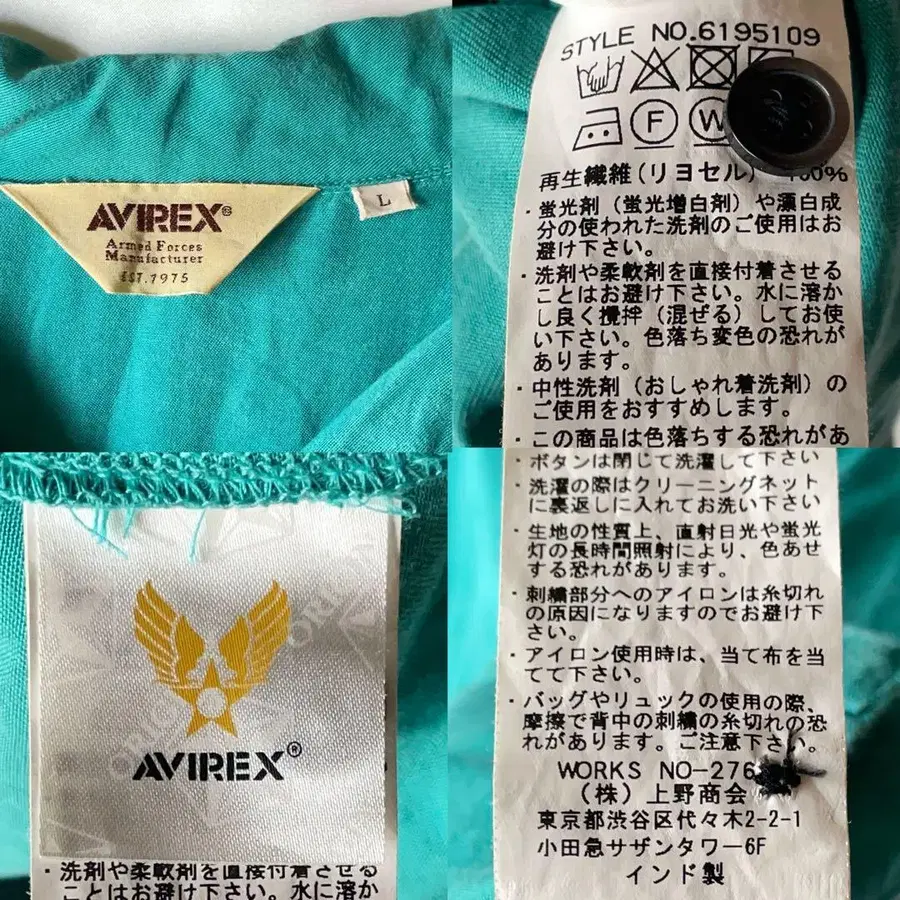 AVIREX®
Armed Forces
Manufacturer
EST.1975
L
STYLE NO.6195109
F
W
再生繊維(リヨセル) 100%
・蛍光剤(蛍光増白剤)や漂白成
分の使われた洗剤のご使用はお
避け下さい。
・洗剤や柔軟剤を直接付着させる
ことはお避け下さい。水に溶か
し良く攪拌(混ぜる)してお使
い下さい。色落ち変色の恐れが
あります。
・中性洗剤(おしゃれ着洗剤)の
ご使用をおすすめします。
・この商品は色落ちする恐れがあ
ORI
ORIG
AVIREX®
・洗剤や柔軟剤を直接付着させる
ことはお避け下さい。水に溶か
・ボタンは閉じて洗濯して下さい
・洗濯の際はクリーニングネット
に裏返しに入れてお洗い下さい
・生地の性質上、直射日光や蛍光
灯の長時間照射により、色あせ
する恐れがあります。
・刺繍部分へのアイロンは糸切れ
の原因になりますのでお避け下
さい。
・アイロン使用時は、当て布を当
てて下さい。
・バッグやリュックの使用の際、
摩擦で背中の刺繍の糸切れの恐
れがあります。ご注意下さい。
WORKS NO-276
(株)上野商会
東京都渋谷区代々木2-2-1
小田急サザンタワー6F
インド製